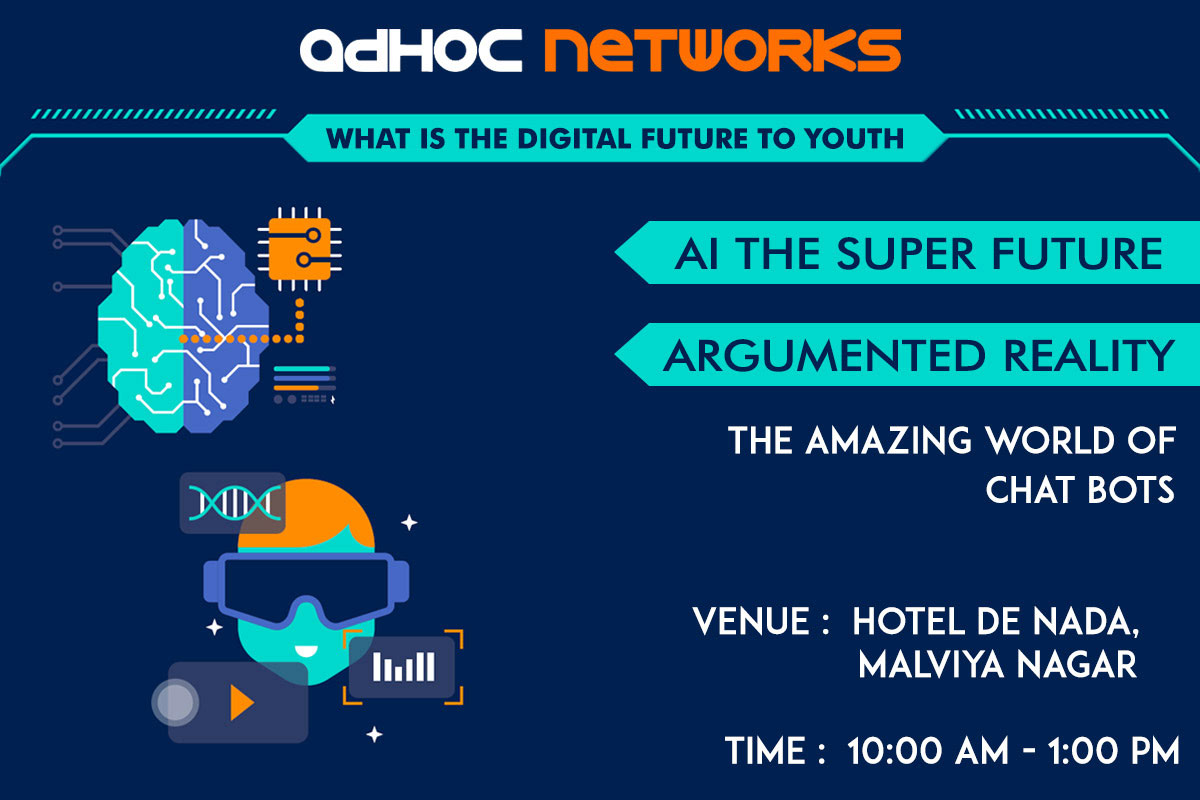 ADHOC NETWORKS
WHAT IS THE DIGITAL FUTURE TO YOUTH
AI THE SUPER FUTURE
ARGUMENTED REALITY
THE AMAZING WORLD OF
CHAT BOTS
VENUE : HOTEL DE NADA,
MALVIYA NAGAR
TIME : 10:00 AM - 1:00 PM